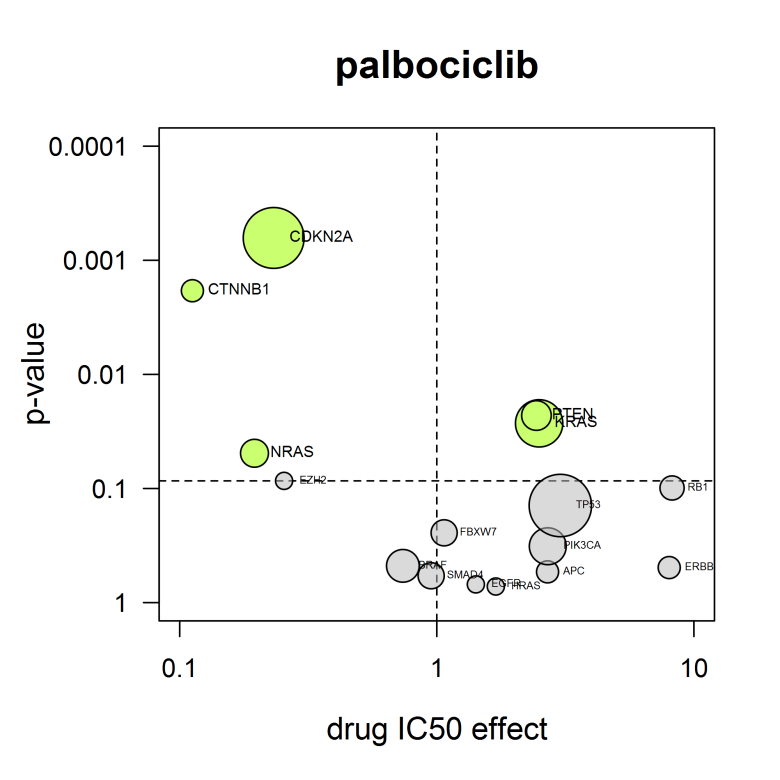 palbociclib
0.0001
CDKN2A
0.001
CTNNB1
0.01
PTEN
KRAS
NRAS
EZH2
0.1
RB1
TP53
FBXW7
PIK3CA
BRAF
SMAD4
APC
ERBB
EGFR
HRAS
1
0.1
1
10
p-value
drug IC50 effect